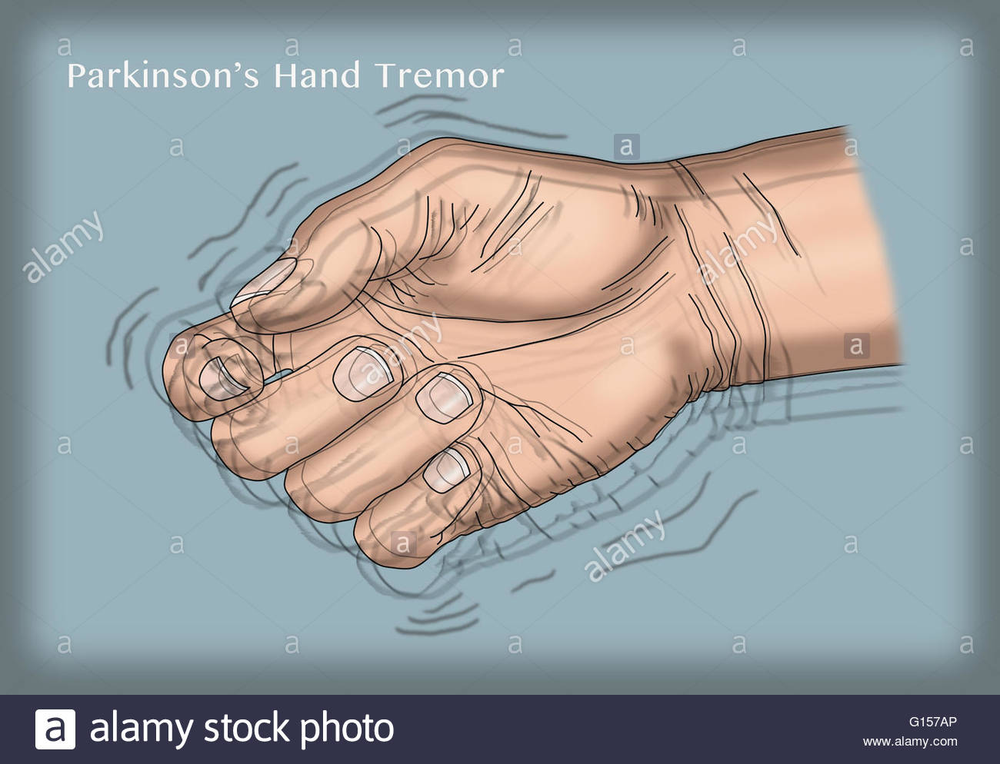 Parkinson's Hand Tremor
a a a a a
a a a a
alamy
a a a
alamy
a a a
alamy
a a a a a
a a a a
alamy
a a a a a
a alamy stock photo
G157AP
www.alamy.com